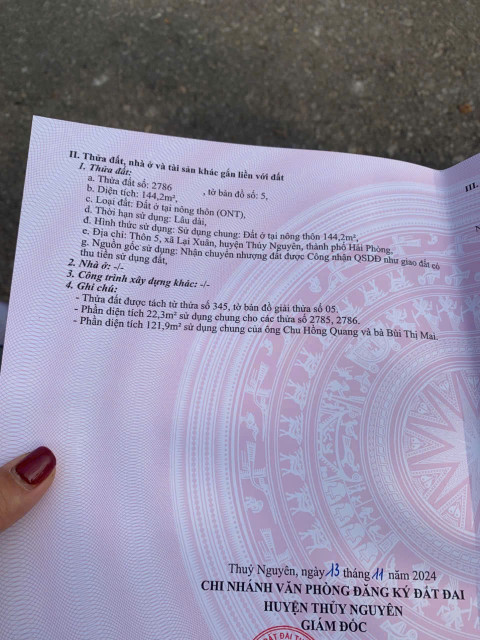 II. Thửa đất, nhà ở và tài sản khác gắn liền với đất
1. Thửa đất:
a. Thửa đất số: 2786 , tờ bản đồ số: 5,
b. Diện tích: 144,2m²,
c. Loại đất: Đất ở tại nông thôn (ONT),
d. Thời hạn sử dụng: Lâu dài,
đ. Hình thức sử dụng: Sử dụng chung: Đất ở tại nông thôn 144,2m²,
e. Địa chỉ: Thôn 5, xã Lại Xuân, huyện Thủy Nguyên, thành phố Hải Phòng,
g. Nguồn gốc sử dụng: Nhận chuyển nhượng đất được Công nhận QSDĐ như giao đất có
thu tiền sử dụng đất,
2. Nhà ở: -/-
3. Công trình xây dựng khác: -/-
4. Ghi chú:
- Thửa đất được tách từ thửa số 345, tờ bản đồ giải thửa số 05.
- Phần diện tích 22,3m² sử dụng chung cho các thửa số 2785, 2786.
- Phần diện tích 121,9m² sử dụng chung của ông Chu Hồng Quang và bà Bùi Thị Mai.
III.
Thuỷ Nguyên, ngày 13 tháng 11 năm 2024
CHI NHÁNH VĂN PHÒNG ĐĂNG KÝ ĐẤT ĐAI
HUYỆN THỦY NGUYÊN
GIÁM ĐỐC